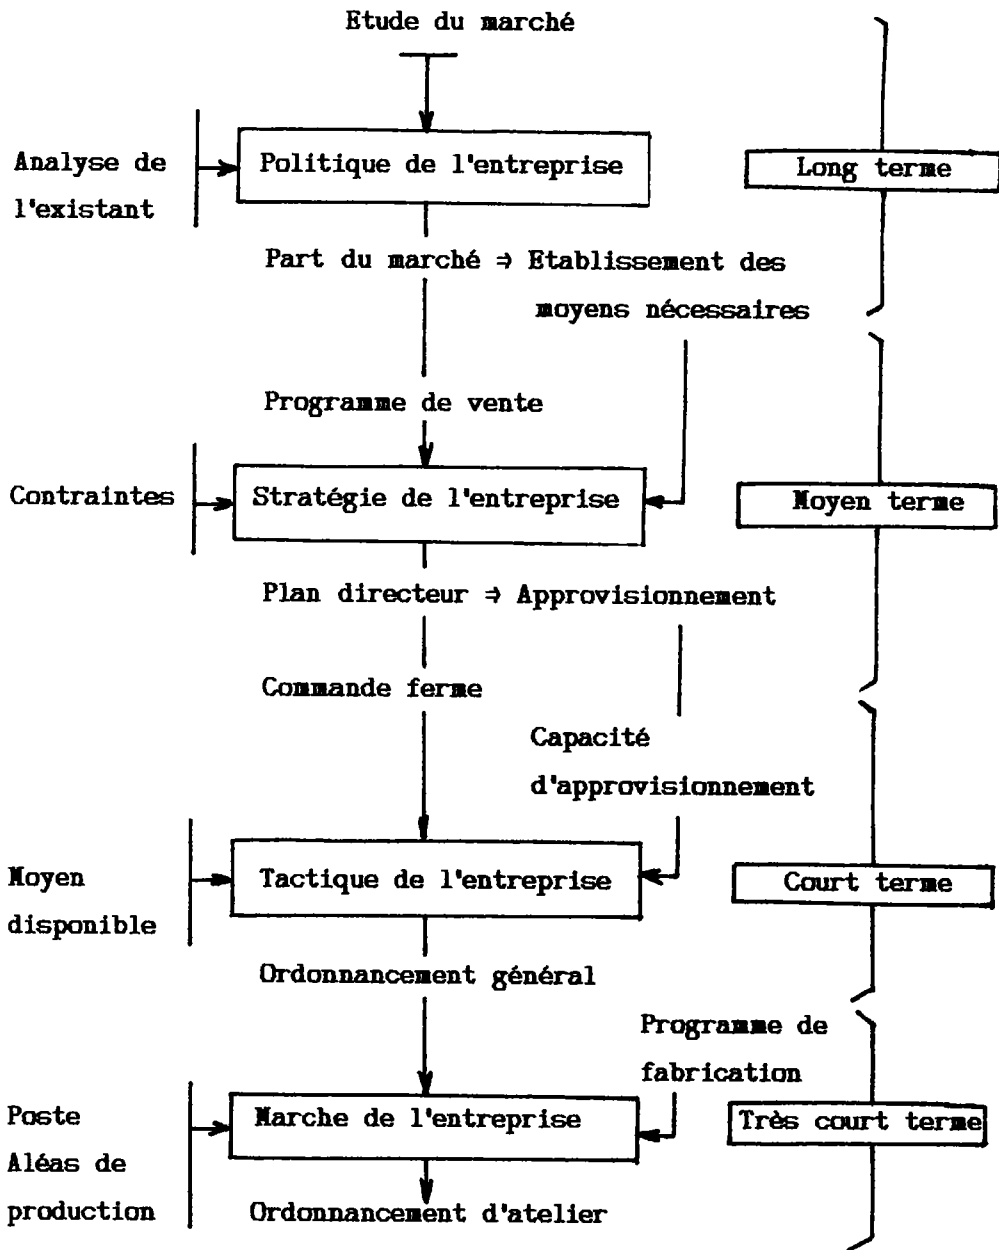 Etude du marché
Analyse de
l'existant
Politique de l'entreprise
Long terme
Part du marché ⇒ Etablissement des
moyens nécessaires
Programme de vente
Contraintes
Stratégie de l'entreprise
Moyen terme
Plan directeur ⇒ Approvisionnement
Commande ferme
Capacité
d'approvisionnement
Moyen
disponible
Tactique de l'entreprise
Court terme
Ordonnancement général
Programme de
fabrication
Poste
Aléas de
production
Marche de l'entreprise
Très court terme
Ordonnancement d'atelier